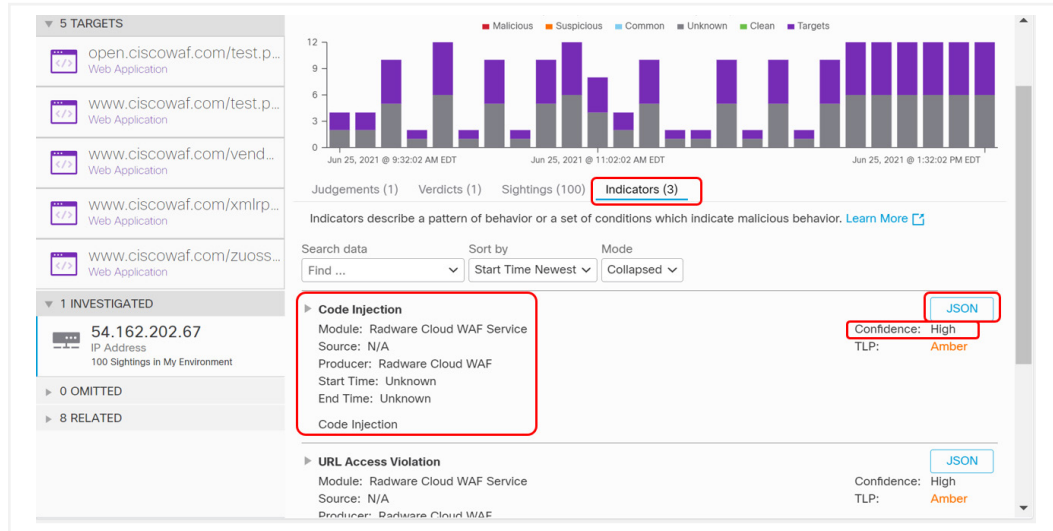 5 TARGETS
open.ciscowaf.com/test.p...
Web Application
www.ciscowaf.com/test.p...
Web Application
www.ciscowaf.com/vend...
Web Application
www.ciscowaf.com/xmlrp...
Web Application
www.ciscowaf.com/zuoss...
Web Application
1 INVESTIGATED
54.162.202.67
IP Address
100 Sightings in My Environment
0 OMITTED
8 RELATED
Malicious Suspicious Common Unknown Clean Targets
12
9
6
3
0
Jun 25, 2021 @ 9:32:02 AM EDT Jun 25, 2021 @ 11:02:02 AM EDT Jun 25, 2021 @ 1:32:02 PM EDT
Judgements (1) Verdicts (1) Sightings (100) Indicators (3)
Indicators describe a pattern of behavior or a set of conditions which indicate malicious behavior. Learn More
Search data Sort by Mode
Find ... Start Time Newest Collapsed
Code Injection JSON
Module: Radware Cloud WAF Service Confidence: High
Source: N/A TLP: Amber
Producer: Radware Cloud WAF
Start Time: Unknown
End Time: Unknown
Code Injection
URL Access Violation JSON
Module: Radware Cloud WAF Service Confidence: High
Source: N/A TLP: Amber
Producer: Radware Cloud WAF